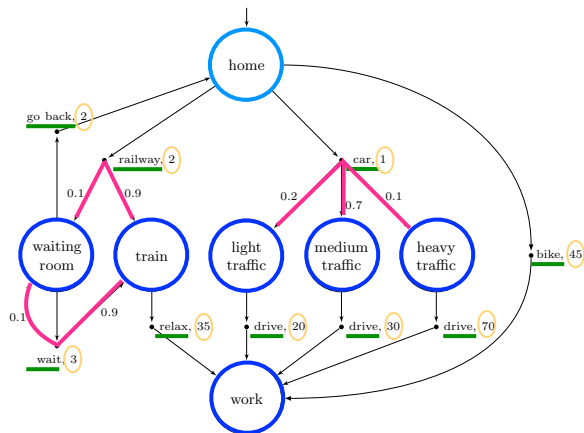 home
go back, 2
railway, 2
car, 1
0.1
0.9
0.2
0.7
0.1
waiting
room
train
light
traffic
medium
traffic
heavy
traffic
bike, 45
0.1
0.9
wait, 3
relax, 35
drive, 20
drive, 30
drive, 70
work